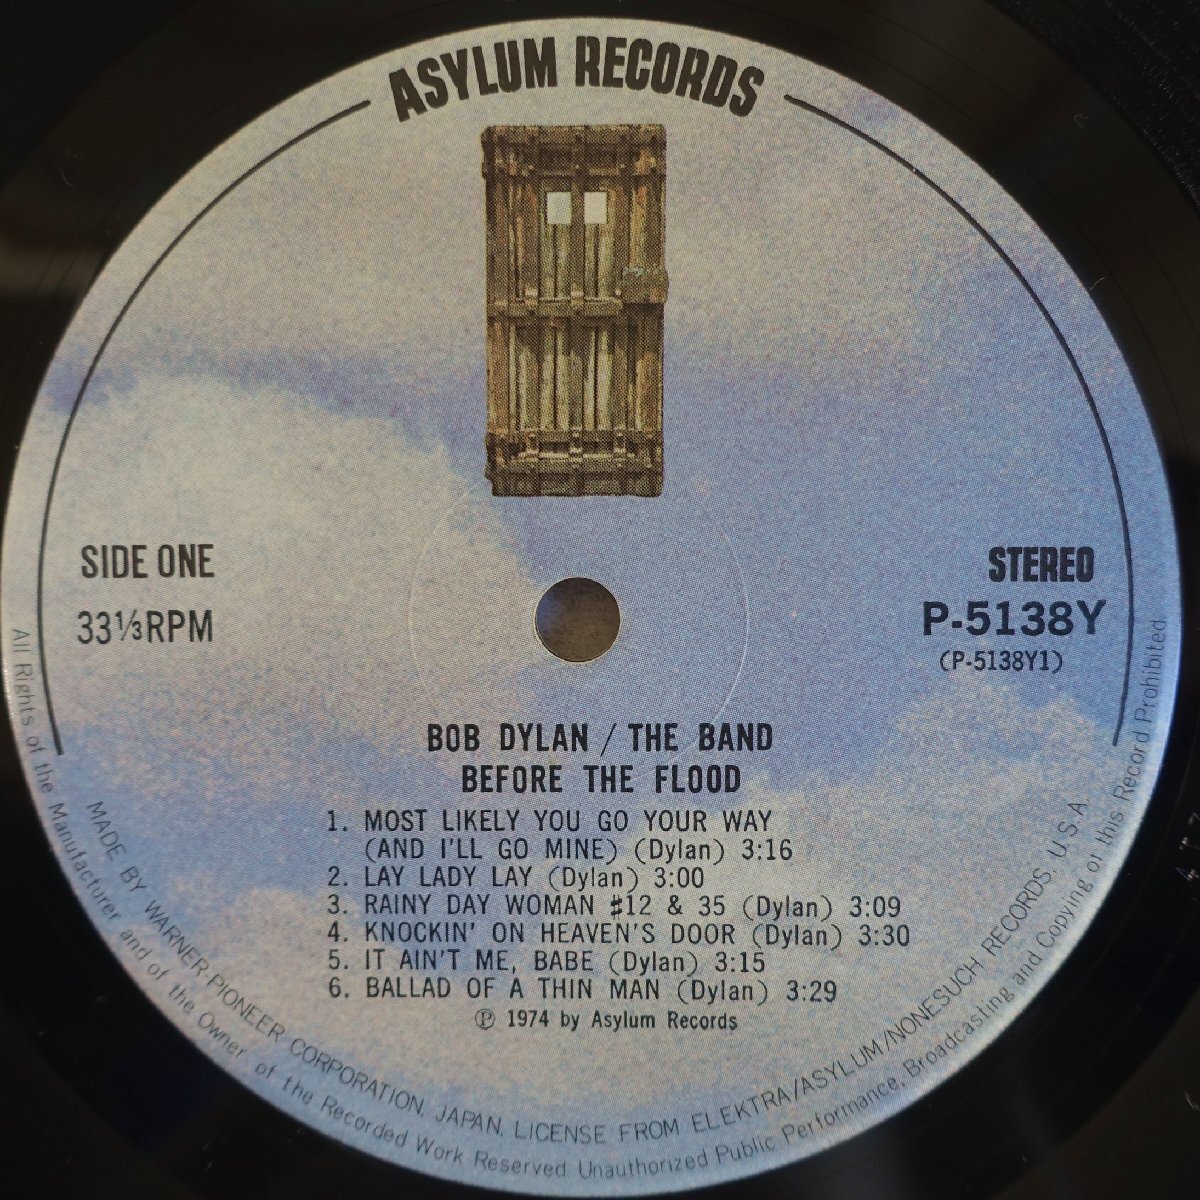 ASYLUM RECORDS
SIDE ONE
33⅓RPM
STEREO
P-5138Y
(P-5138Y1)
BOB DYLAN / THE BAND
BEFORE THE FLOOD
1. MOST LIKELY YOU GO YOUR WAY
(AND I'LL GO MINE) (Dylan) 3:16
2. LAY LADY LAY (Dylan) 3:00
3. RAINY DAY WOMAN ♯12 & 35 (Dylan) 3:09
4. KNOCKIN' ON HEAVEN'S DOOR (Dylan) 3:30
5. IT AIN'T ME, BABE (Dylan) 3:15
6. BALLAD OF A THIN MAN (Dylan) 3:29
℗ 1974 by Asylum Records
MADE BY WARNER-PIONEER CORPORATION, JAPAN. LICENSE FROM ELEKTRA/ASYLUM/NONESUCH RECORDS. U.S.A.
All Rights of the Manufacturer and of the Owner of the Recorded Work Reserved Unauthorized Public Performance, Broadcasting, and Copying of this Record Prohibited.